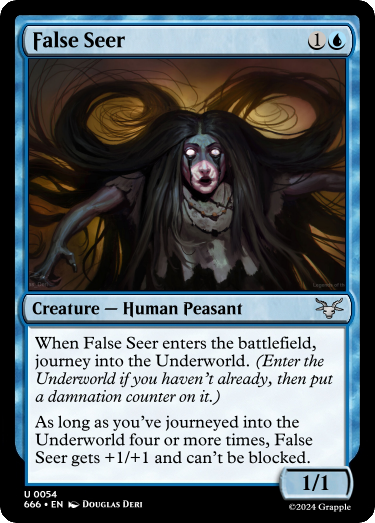 False Seer
1
Legends of th
Creature — Human Peasant
When False Seer enters the battlefield,
journey into the Underworld. (Enter the
Underworld if you haven't already, then put
a damnation counter on it.)
As long as you've journeyed into the
Underworld four or more times, False
Seer gets +1/+1 and can't be blocked.
1/1
U 0054
666 • EN Douglas Deri
©2024 Grapple